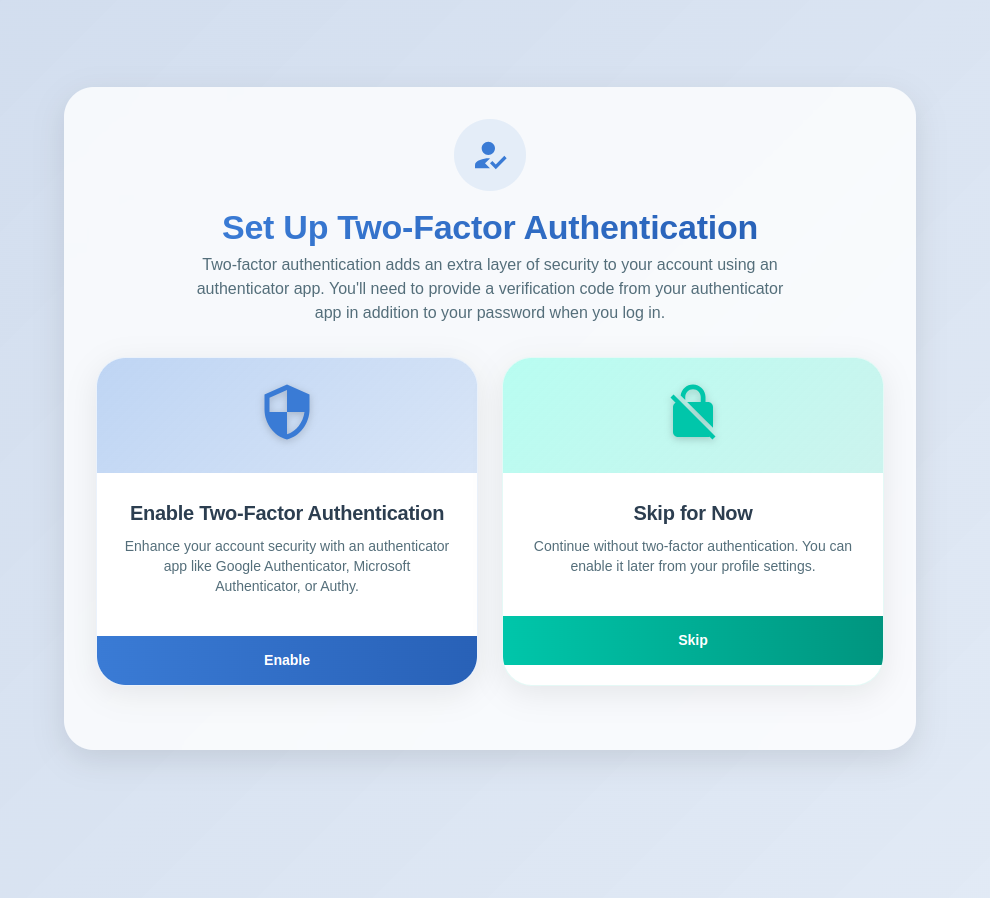 Set Up Two-Factor Authentication
Two-factor authentication adds an extra layer of security to your account using an
authenticator app. You'll need to provide a verification code from your authenticator
app in addition to your password when you log in.
Enable Two-Factor Authentication
Enhance your account security with an authenticator
app like Google Authenticator, Microsoft
Authenticator, or Authy.
Enable
Skip for Now
Continue without two-factor authentication. You can
enable it later from your profile settings.
Skip